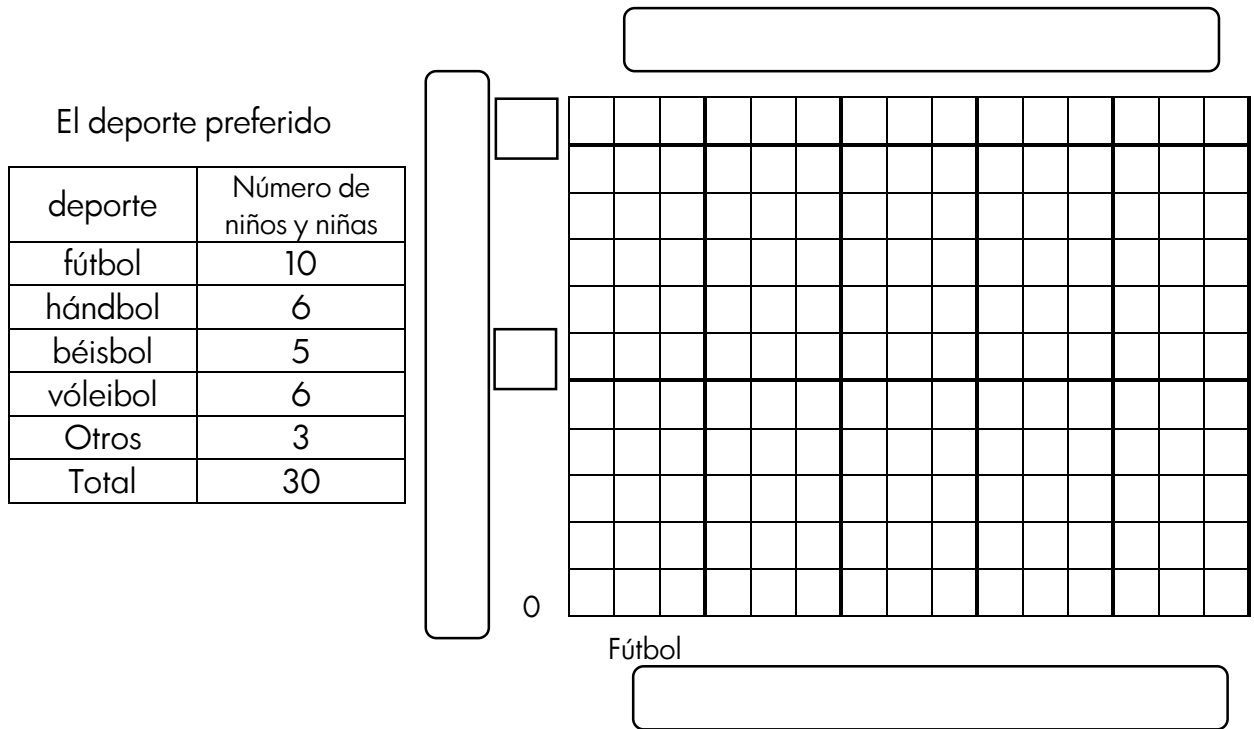 El deporte preferido
deporte
Número de
niños y niñas
fútbol 10
hándbol 6
béisbol 5
vóleibol 6
Otros 3
Total 30
0
Fútbol